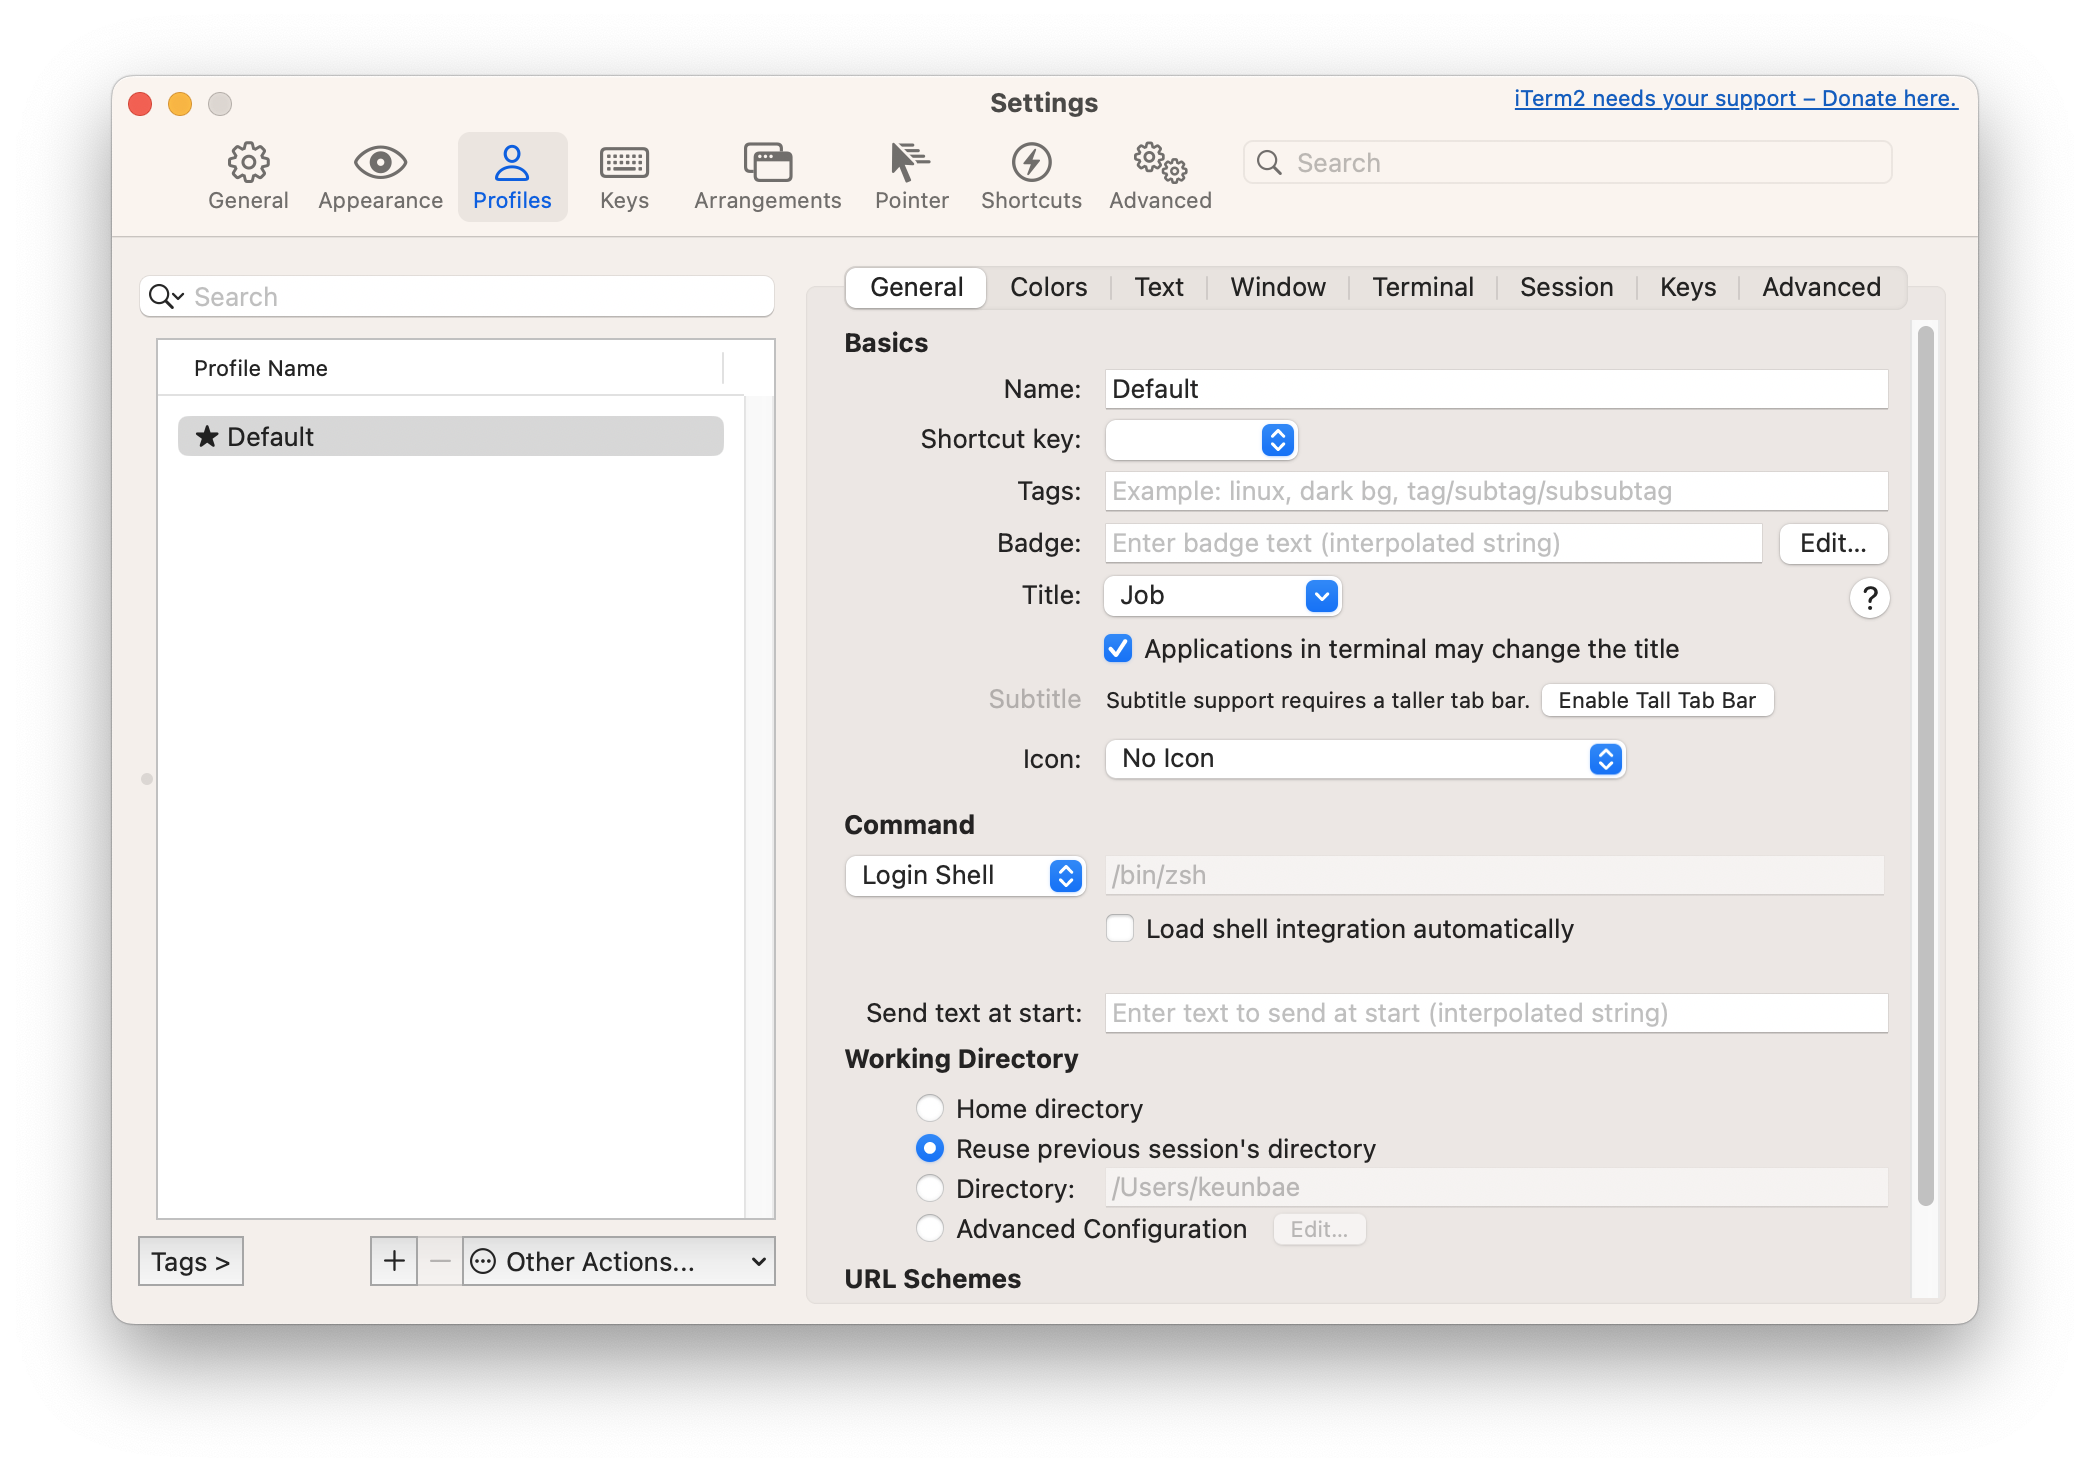 Settings
iTerm2 needs your support – Donate here.
General
Appearance
Profiles
Keys
Arrangements
Pointer
Shortcuts
Advanced
Search
Search
Profile Name
★ Default
Tags >
+
−
Other Actions...
General Colors Text Window Terminal Session Keys Advanced
Basics
Name: Default
Shortcut key:
Tags: Example: linux, dark bg, tag/subtag/subsubtag
Badge: Enter badge text (interpolated string) Edit...
Title: Job ?
Applications in terminal may change the title
Subtitle Subtitle support requires a taller tab bar. Enable Tall Tab Bar
Icon: No Icon
Command
Login Shell /bin/zsh
Load shell integration automatically
Send text at start: Enter text to send at start (interpolated string)
Working Directory
Home directory
Reuse previous session's directory
Directory: /Users/keunbae
Advanced Configuration Edit...
URL Schemes